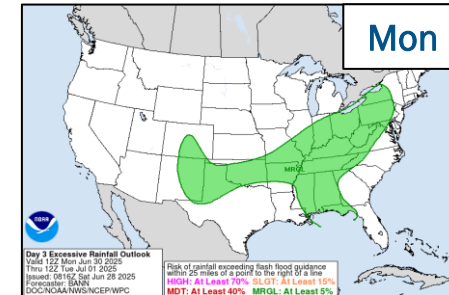 Mon
MRGL
NOAA
Day 3 Excessive Rainfall Outlook
Valid 12Z Mon Jun 30 2025
Thru 12Z Tue Jul 01 2025
Issued: 0816Z Sat Jun 28 2025
Forecaster: BANN
DOC/NOAA/NWS/NCEP/WPC
Risk of rainfall exceeding flash flood guidance
within 25 miles of a point to the right of a line
HIGH: At Least 70% SLGT: At Least 15%
MDT: At Least 40% MRGL: At Least 5%